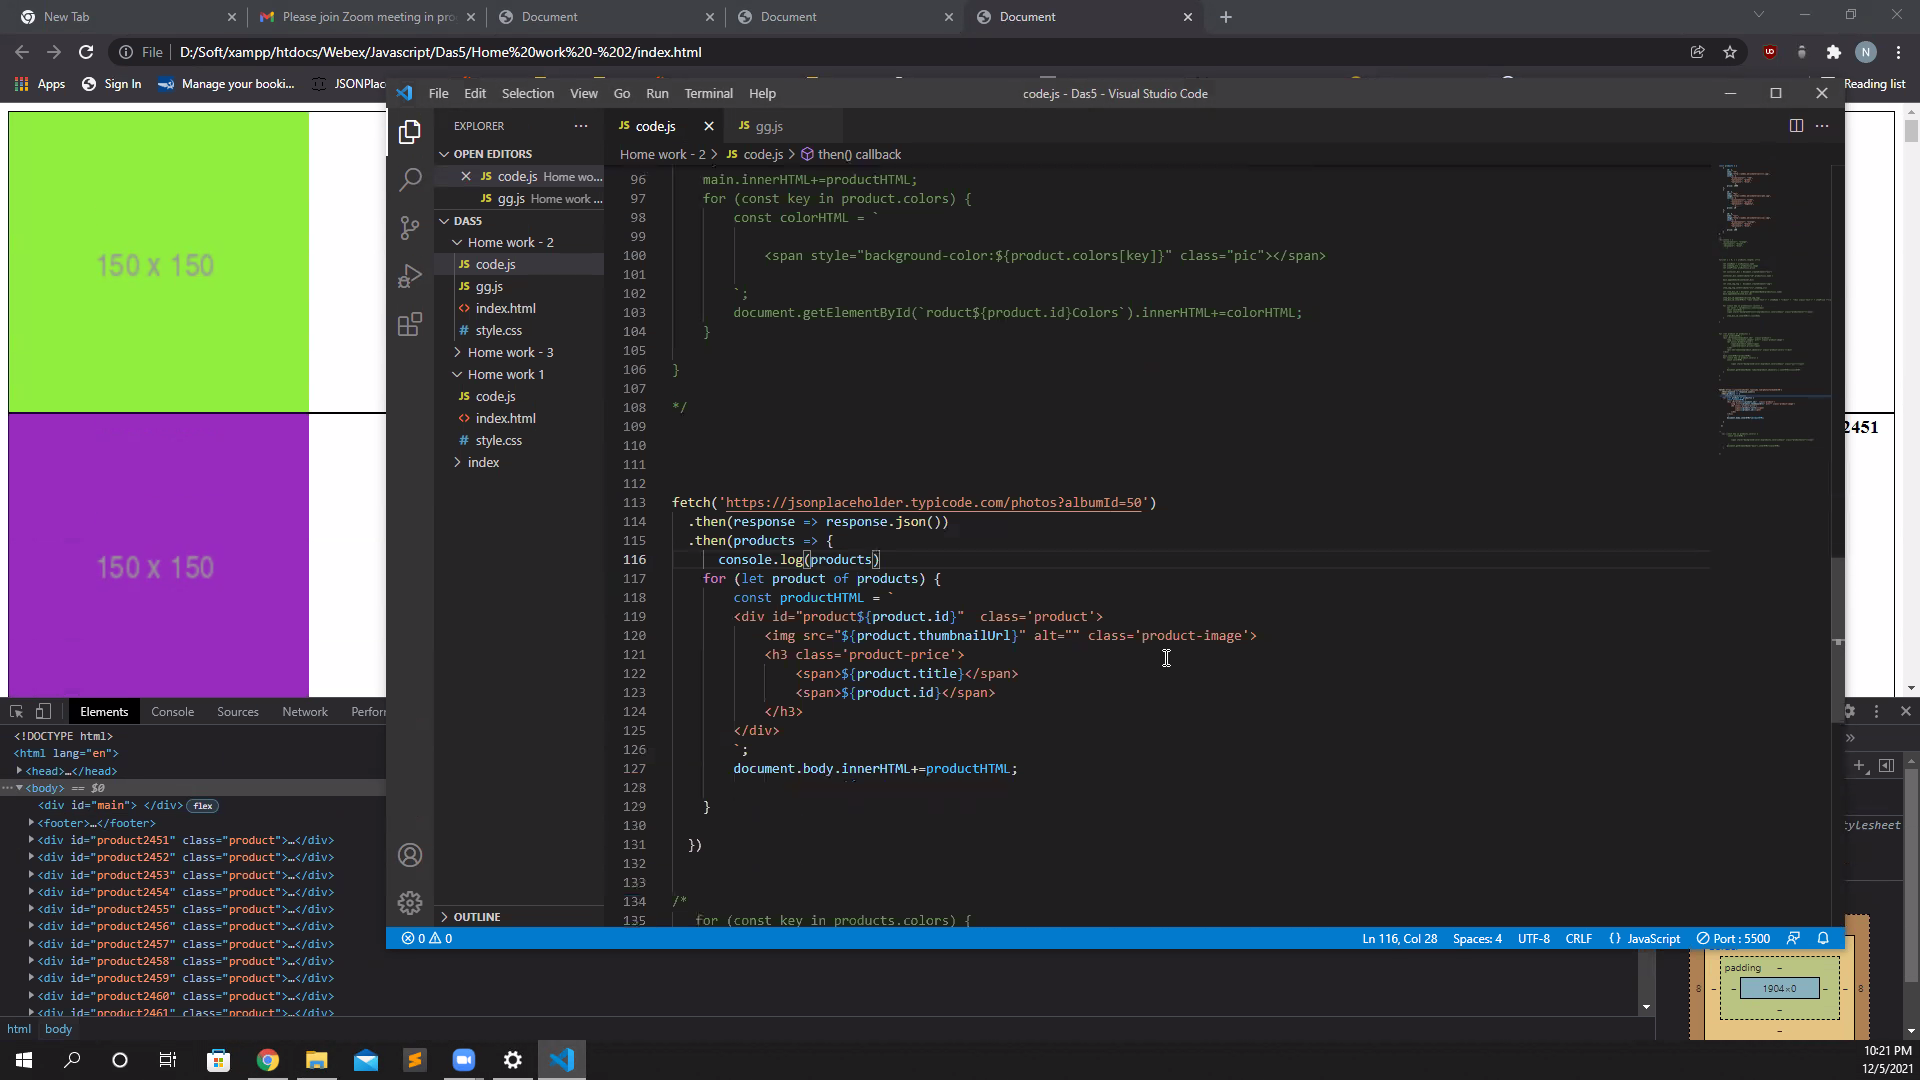 New Tab
Please join Zoom meeting in pro
Document
Document
Document
File
D:/Soft/xampp/htdocs/Webex/Javascript/Das5/Home%20work%20-%202/index.html
N
Apps
Sign In
Manage your booki...
JSONPlac
Reading list
File Edit Selection View Go Run Terminal Help
code.js - Das5 - Visual Studio Code
EXPLORER
JS code.js
JS gg.js
Home work - 2 > JS code.js > then() callback
OPEN EDITORS
JS code.js Home wo...
JS gg.js Home work ...
DAS5
Home work - 2
JS code.js
JS gg.js
<> index.html
# style.css
Home work - 3
Home work 1
JS code.js
<> index.html
# style.css
index
OUTLINE
96 main.innerHTML+=productHTML;
97 for (const key in product.colors) {
98 const colorHTML = `
99
100 <span style="background-color:${product.colors[key]}" class="pic"></span>
101
102 `;
103 document.getElementById(`roduct${product.id}Colors`).innerHTML+=colorHTML;
104 }
105
106 }
107
108 */
109
110
111
112
113 fetch('https://jsonplaceholder.typicode.com/photos?albumId=50')
114 .then(response => response.json())
115 .then(products => {
116 console.log(products)
117 for (let product of products) {
118 const productHTML = `
119 <div id="product${product.id}" class='product'>
120 <img src="${product.thumbnailUrl}" alt="" class='product-image'>
121 <h3 class='product-price'>
122 <span>${product.title}</span>
123 <span>${product.id}</span>
124 </h3>
125 </div>
126 `;
127 document.body.innerHTML+=productHTML;
128
129 }
130
131 })
132
133
134 /*
135 for (const key in products.colors) {
0 0
Ln 116, Col 28
Spaces: 4
UTF-8
CRLF
{} JavaScript
Port : 5500
150 x 150
150 x 150
2451
Elements Console Sources Network Perforn
<!DOCTYPE html>
<html lang="en">
<head>…</head>
<body> == $0
<div id="main"> </div> flex
<footer>…</footer>
<div id="product2451" class="product">…</div>
<div id="product2452" class="product">…</div>
<div id="product2453" class="product">…</div>
<div id="product2454" class="product">…</div>
<div id="product2455" class="product">…</div>
<div id="product2456" class="product">…</div>
<div id="product2457" class="product">…</div>
<div id="product2458" class="product">…</div>
<div id="product2459" class="product">…</div>
<div id="product2460" class="product">…</div>
<div id="product2461" class="product">…</div>
html body
tylesheet
padding
8
1904×0
8
10:21 PM
12/5/2021